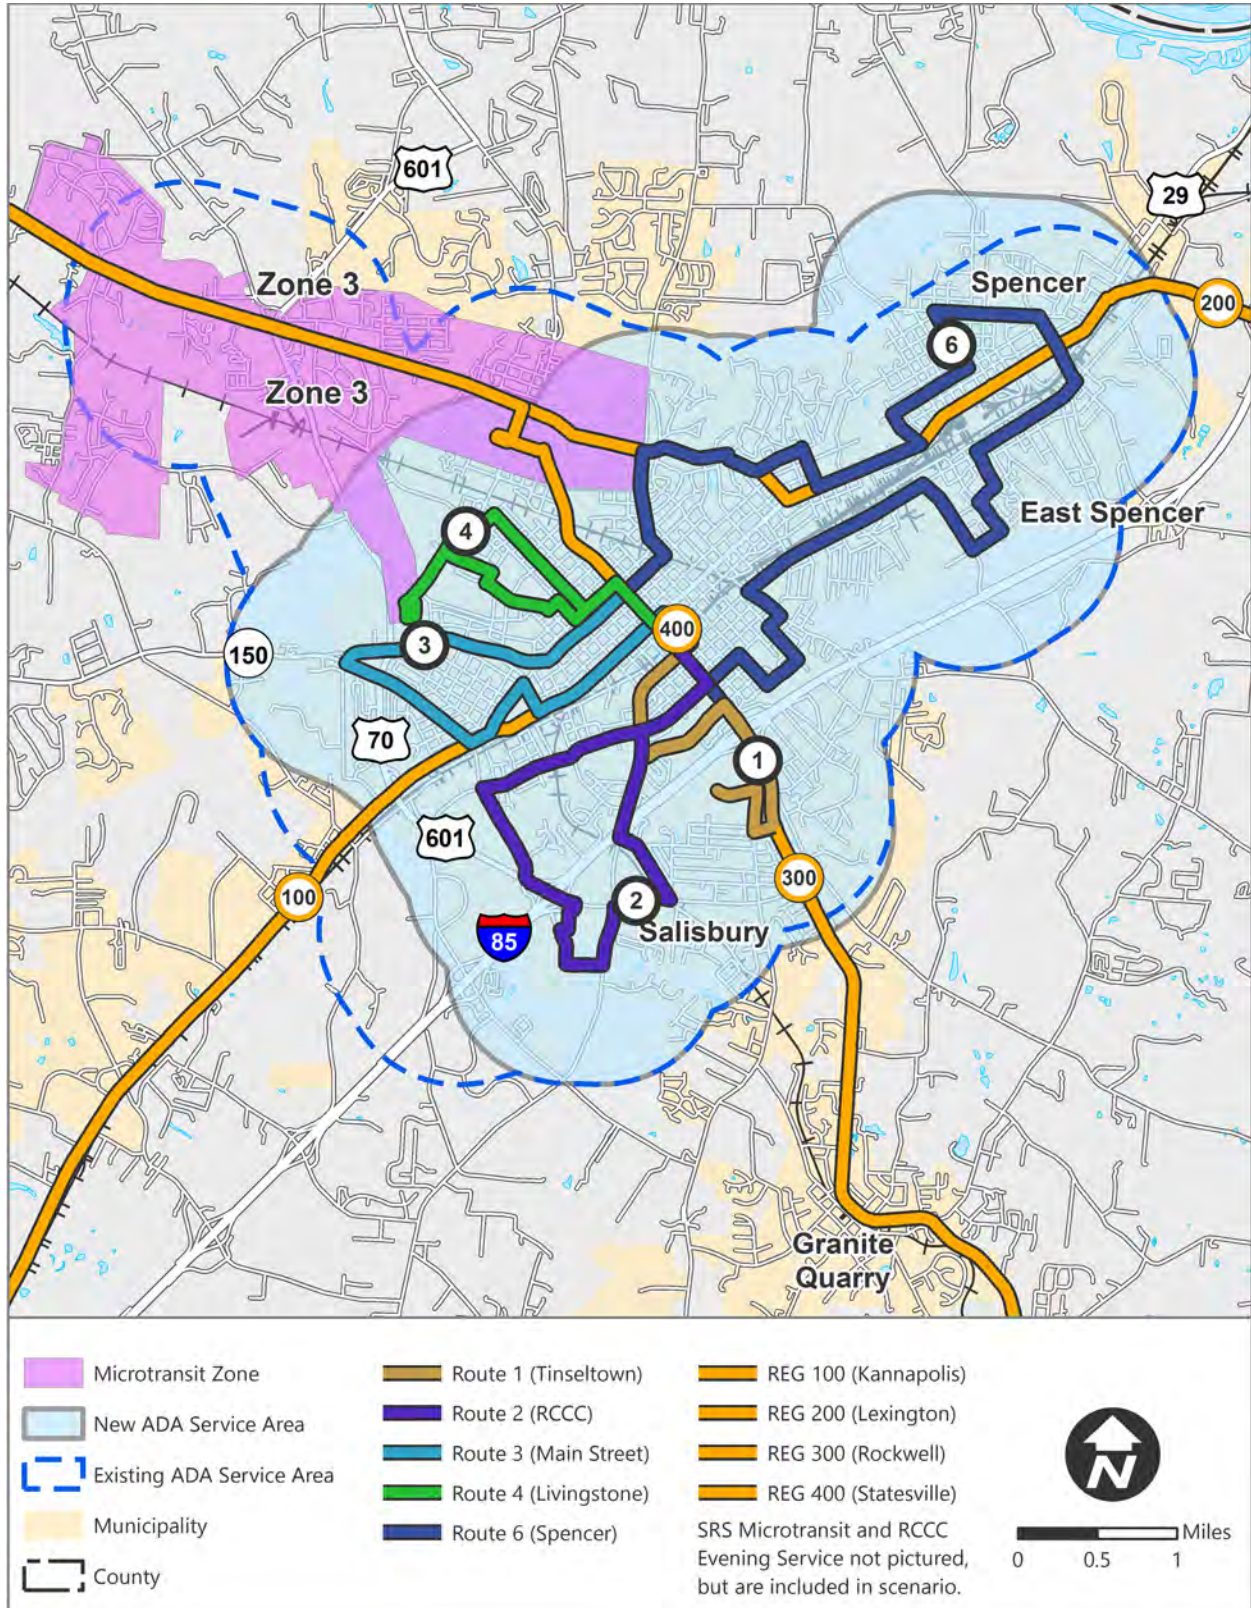 601
29
Zone 3
Spencer
200
6
Zone 3
4
East Spencer
3
400
150
70
1
601
100
300
2
Salisbury
85
Granite
Quarry
Microtransit Zone
New ADA Service Area
Existing ADA Service Area
Municipality
County
Route 1 (Tinseltown)
Route 2 (RCCC)
Route 3 (Main Street)
Route 4 (Livingstone)
Route 6 (Spencer)
REG 100 (Kannapolis)
REG 200 (Lexington)
REG 300 (Rockwell)
REG 400 (Statesville)
SRS Microtransit and RCCC
Evening Service not pictured,
but are included in scenario.
N
Miles
0 0.5 1